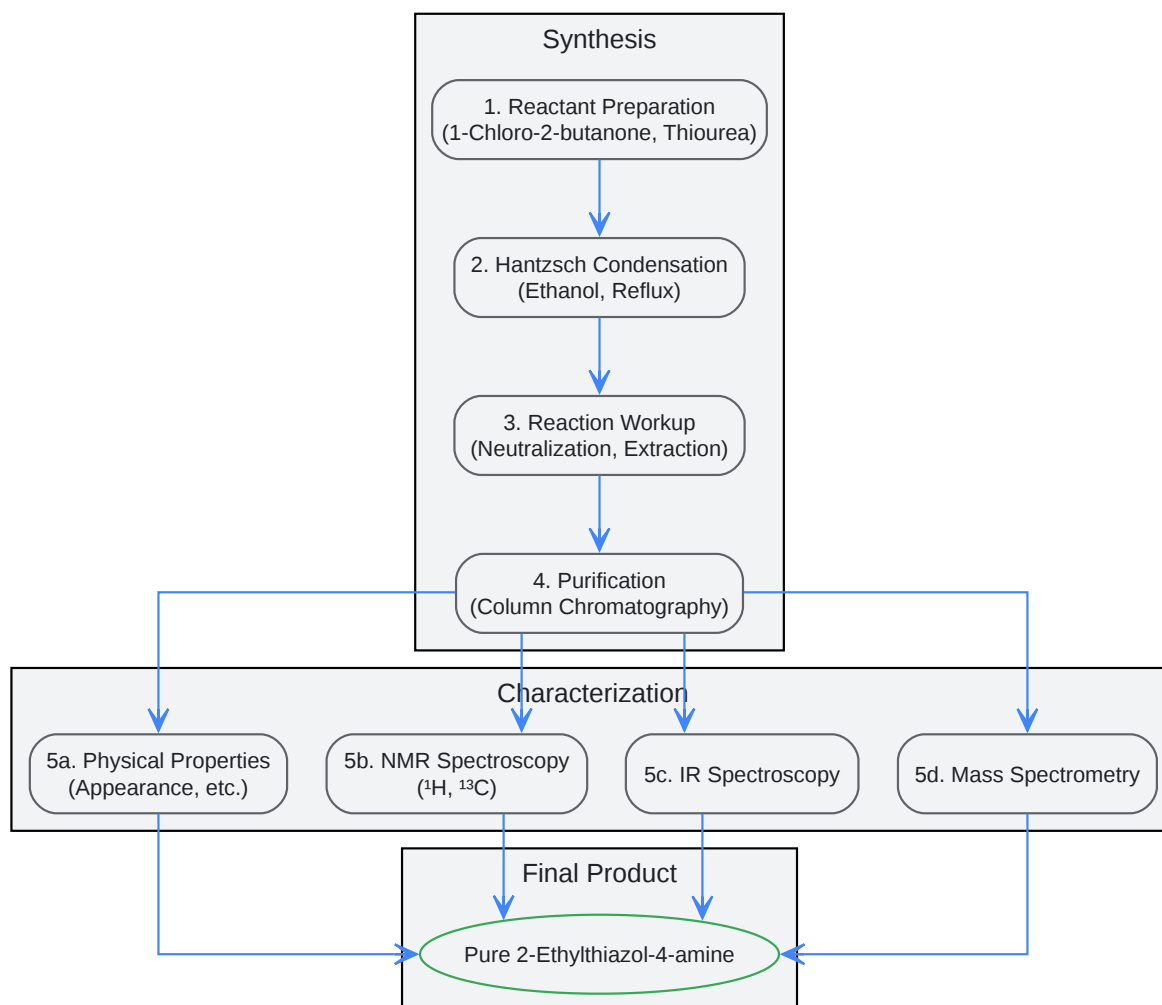 Synthesis
1. Reactant Preparation
(1-Chloro-2-butanone, Thiourea)
2. Hantzsch Condensation
(Ethanol, Reflux)
3. Reaction Workup
(Neutralization, Extraction)
4. Purification
(Column Chromatography)
Characterization
5a. Physical Properties
(Appearance, etc.)
5b. NMR Spectroscopy
(¹H, ¹³C)
5c. IR Spectroscopy
5d. Mass Spectrometry
Final Product
Pure 2-Ethylthiazol-4-amine